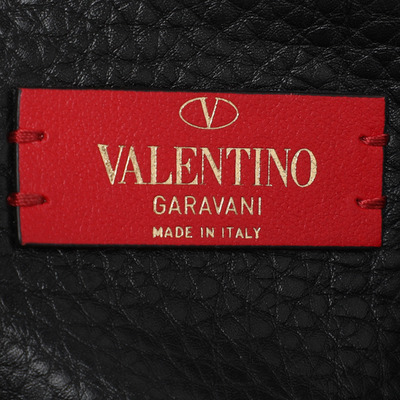 V
VALENTINO
GARAVANI
MADE IN ITALY